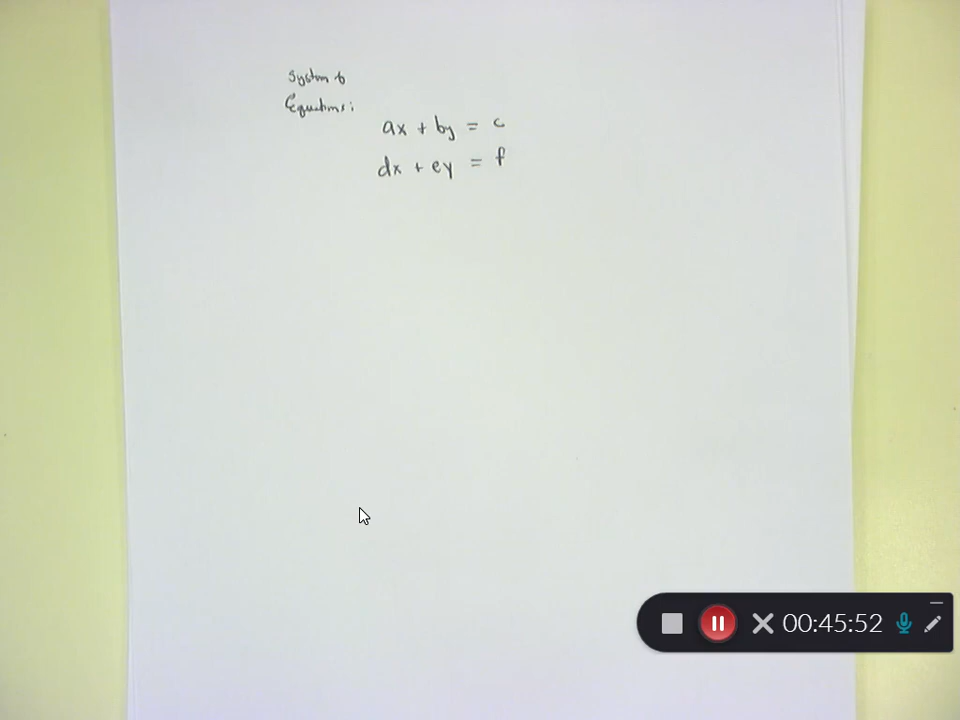 System of
Equations:
ax + by = c
dx + ey = f
00:45:52